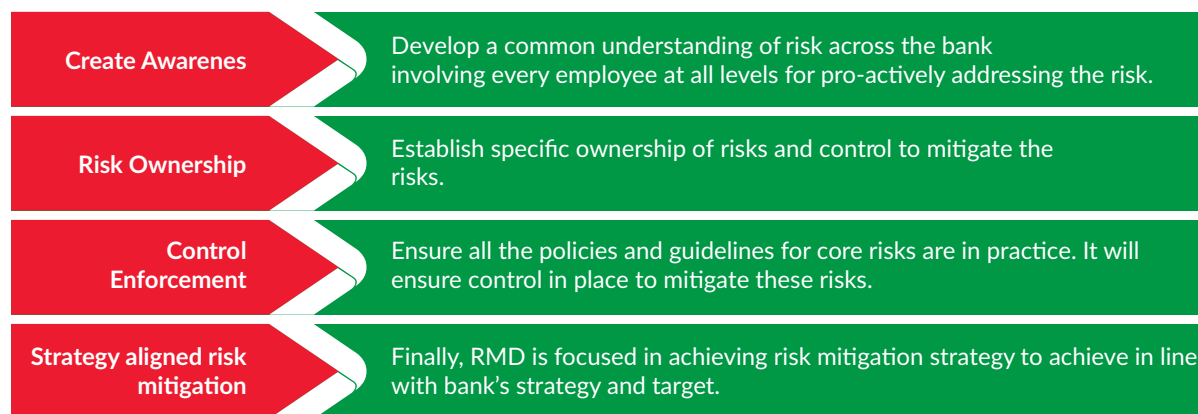 Create Awarenes
Develop a common understanding of risk across the bank
involving every employee at all levels for pro-actively addressing the risk.
Risk Ownership
Establish specific ownership of risks and control to mitigate the
risks.
Control
Enforcement
Ensure all the policies and guidelines for core risks are in practice. It will
ensure control in place to mitigate these risks.
Strategy aligned risk
mitigation
Finally, RMD is focused in achieving risk mitigation strategy to achieve in line
with bank’s strategy and target.